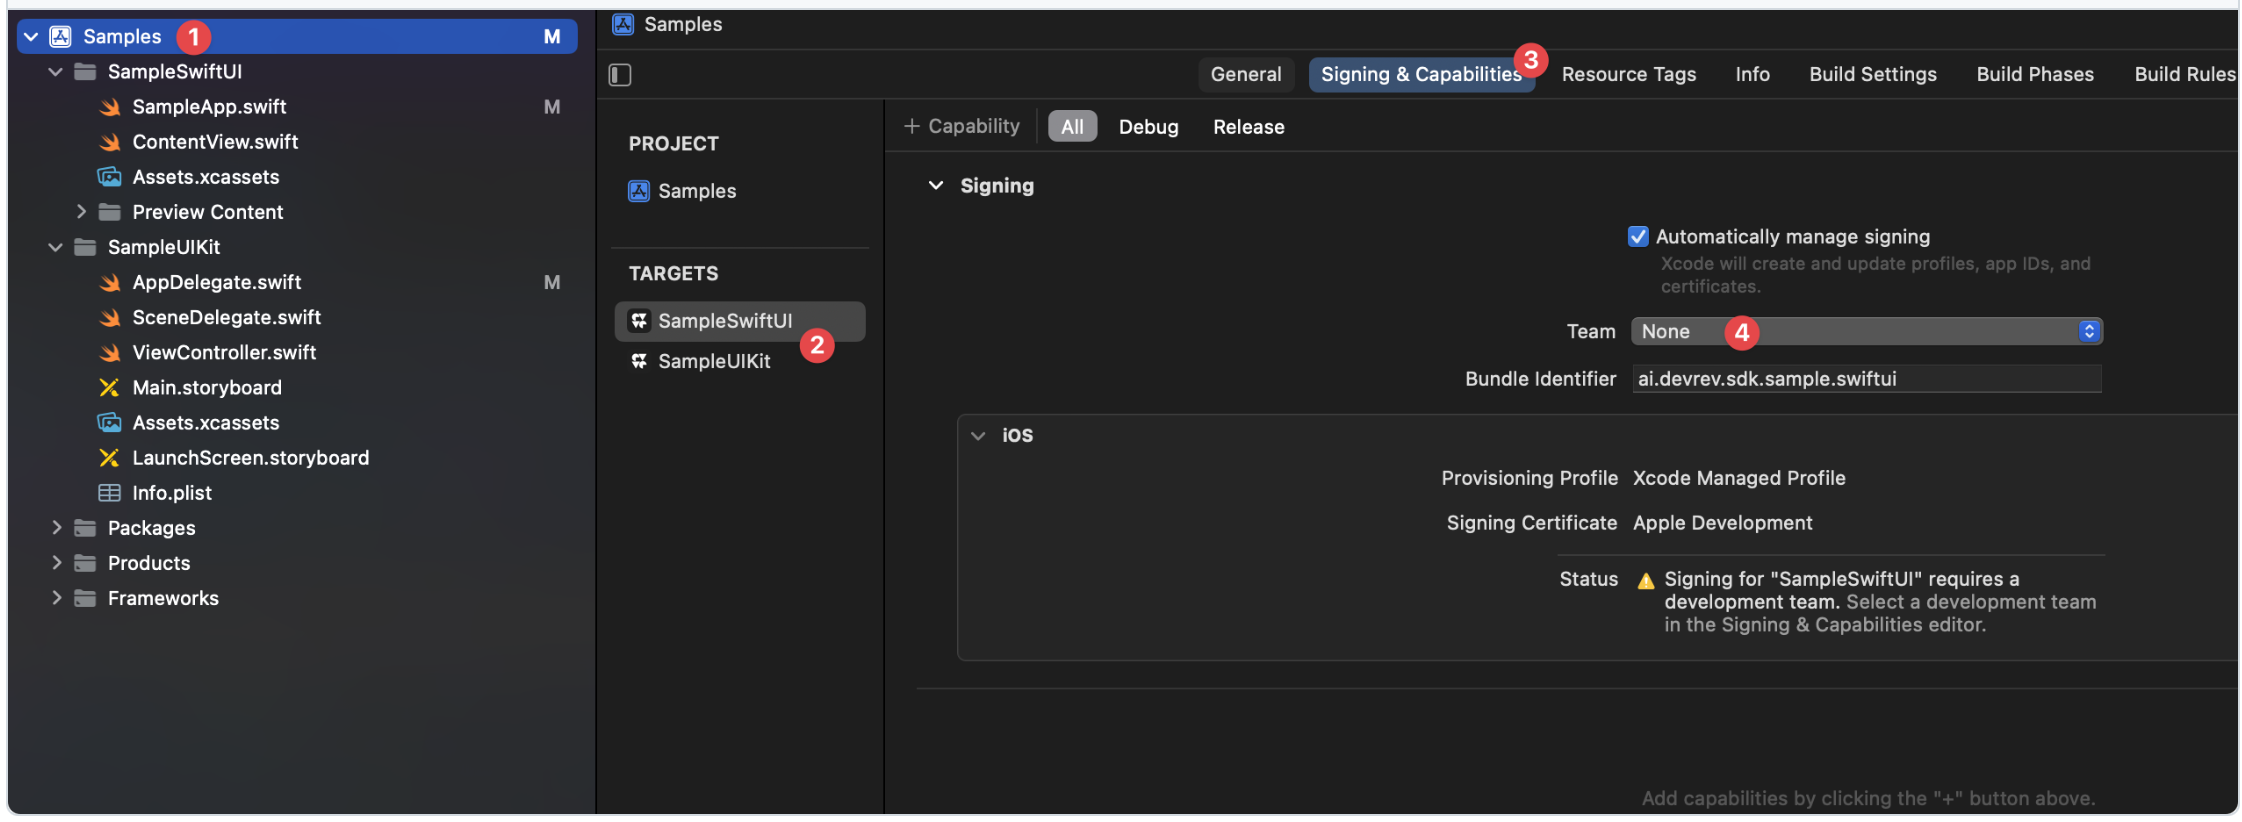 Samples 1 M
SampleSwiftUI
SampleApp.swift M
ContentView.swift
Assets.xcassets
Preview Content
SampleUIKit
AppDelegate.swift M
SceneDelegate.swift
ViewController.swift
Main.storyboard
Assets.xcassets
LaunchScreen.storyboard
Info.plist
Packages
Products
Frameworks
Samples
General Signing & Capabilities 3 Resource Tags Info Build Settings Build Phases Build Rules
PROJECT
Samples
TARGETS
SampleSwiftUI
2
SampleUIKit
+ Capability All Debug Release
Signing
Automatically manage signing
Xcode will create and update profiles, app IDs, and
certificates.
Team None 4
Bundle Identifier ai.devrev.sdk.sample.swiftui
iOS
Provisioning Profile Xcode Managed Profile
Signing Certificate Apple Development
Status Signing for "SampleSwiftUI" requires a
development team. Select a development team
in the Signing & Capabilities editor.
Add capabilities by clicking the "+" button above.